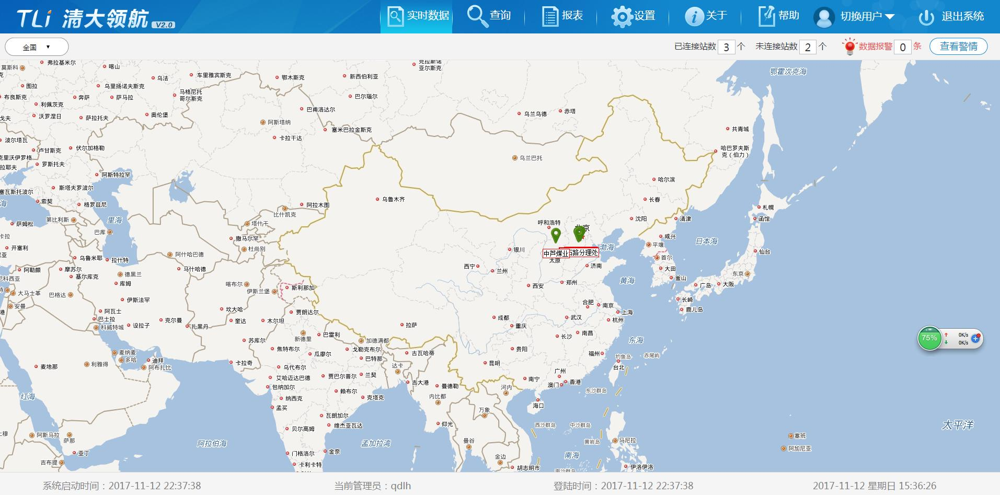 TLi 清大领航 V2.0
实时数据
查询
报表
设置
关于
帮助
切换用户
退出系统
全国
已连接站数 3 个
未连接站数 2 个
数据报警 0 条
查看警情
莫斯科
弗拉基米尔
喀山
乌法
车里雅宾斯克
鄂木斯克
新西伯利亚
克拉斯诺
亚尔斯克
鄂霍次克海
图拉
乌里扬诺夫斯克
马格尼托
哥尔斯克
巴尔瑙尔
布良斯克
奔萨
萨马拉
利佩茨克
沃罗涅日
萨拉托夫
奥伦堡
巴甫洛达尔
乌兰乌德
赤塔
阿斯塔纳
塞米巴拉金斯克
卡拉干达
共青城
波尔塔瓦
卢甘斯克
伏尔加格勒
哈巴罗夫斯
克（伯力）
克里沃伊罗格
罗斯托夫
乌兰巴托
阿斯特拉罕
斯塔夫罗波尔
塞瓦斯托波尔
哈尔滨
索契
格罗兹尼
乌鲁木齐
长春
阿拉木图
比什凯克
札幌
里海
第比利斯
萨姆松
塔什干
呼和浩特
北京
沈阳
清津
函馆
巴库
撒马尔罕
咸兴
日本海
开塞利
杜尚别
银川
中芦煤业
石路分理处
渤海
平壤
仙台
乌鲁米耶
拉什特
阿什哈巴德
太原
首尔
阿勒颇
摩苏尔
马什哈德
西宁
兰州
济南
大田
东京
基尔库克
德黑兰
库姆
喀布尔
伊斯兰堡
斯利那加
西安
郑州
黄海
釜山
广岛
大阪
大马士革
巴格达
伊斯法罕
长崎
安曼
阿瓦士
坎大哈
贾朗达尔
合肥
南京
鹿儿岛
巴士拉
克尔曼
奎达
木尔坦
成都
武汉
上海
科威特城
设拉子
扎黑丹
拉萨
重庆
杭州
新德里
巴雷利
长沙
南昌
苏库尔
加德满都
东海
焦特布尔
戈勒克布尔
古瓦哈蒂
贵阳
福州
钓鱼岛
赤尾屿
麦纳麦
多哈
迪拜
瓜廖尔
巴特那
昆明
台北
麦地那
利雅得
阿布扎比
卡拉奇
乌代布尔
达卡
广州
艾哈迈达巴德
贾巴尔普尔
兰契
吉大港
曼德勒
南宁
香港
澳门
包纳加尔
赖布尔
河内
东沙群岛
红海
纳西克
克塔克
内比都
孟买
海口
瓦朗加尔
万象
贝尔高姆
维杰亚瓦达
仰光
西沙群岛
中沙群岛
太平洋
阿斯马拉
萨那
阿拉伯海
孟加拉湾
曼谷
黄岩岛
马尼拉
塞班
亚丁
门格洛尔
金奈
阿加尼亚
吉布提
卡利卡特
金边
南海
胡志明市
伊洛伊洛
南沙群岛
75%
0K/s
0K/s
系统启动时间：2017-11-12 22:37:38
当前管理员：qdlh
登陆时间：2017-11-12 22:37:38
2017-11-12 星期日 15:36:26